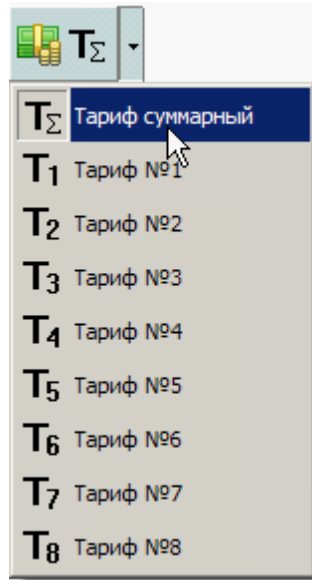 TΣ
TΣ Тариф суммарный
T1 Тариф №1
T2 Тариф №2
T3 Тариф №3
T4 Тариф №4
T5 Тариф №5
T6 Тариф №6
T7 Тариф №7
T8 Тариф №8